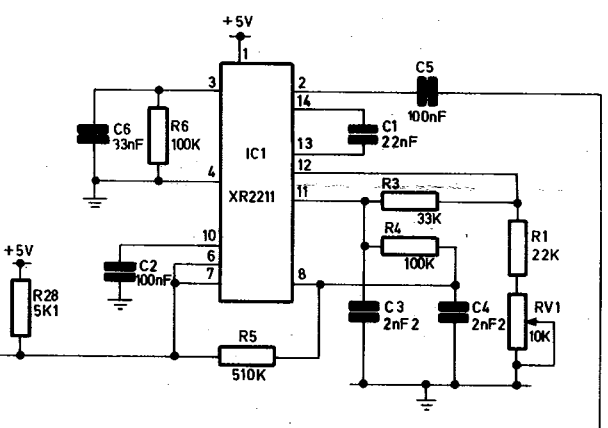 +5V
1
3
2
C5
14
100nF
C6
33nF
R6
100K
C1
22nF
IC1
13
12
4
XR2211
11
R3
33K
R1
22K
R4
100K
10
+5V
C2
100nF
6
7
8
R28
5K1
C3
2nF2
C4
2nF2
RV1
10K
R5
510K